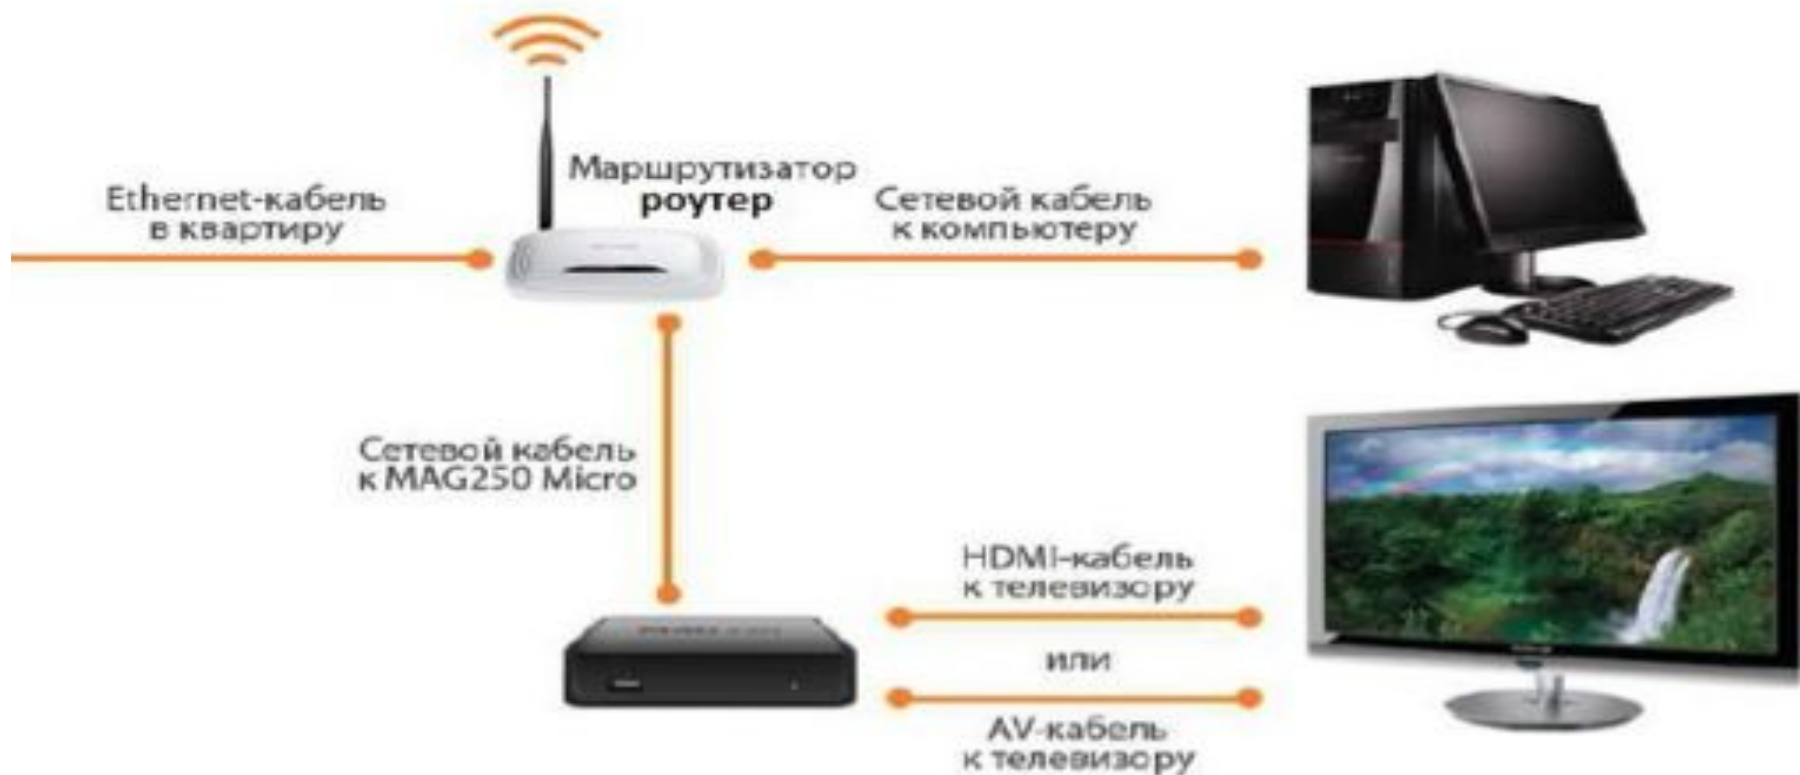 Ethernet-кабель
в квартиру
Маршрутизатор
роутер
Сетевой кабель
к компьютеру
Сетевой кабель
к MAG250 Micro
HDMI-кабель
к телевизору
или
AV-кабель
к телевизору